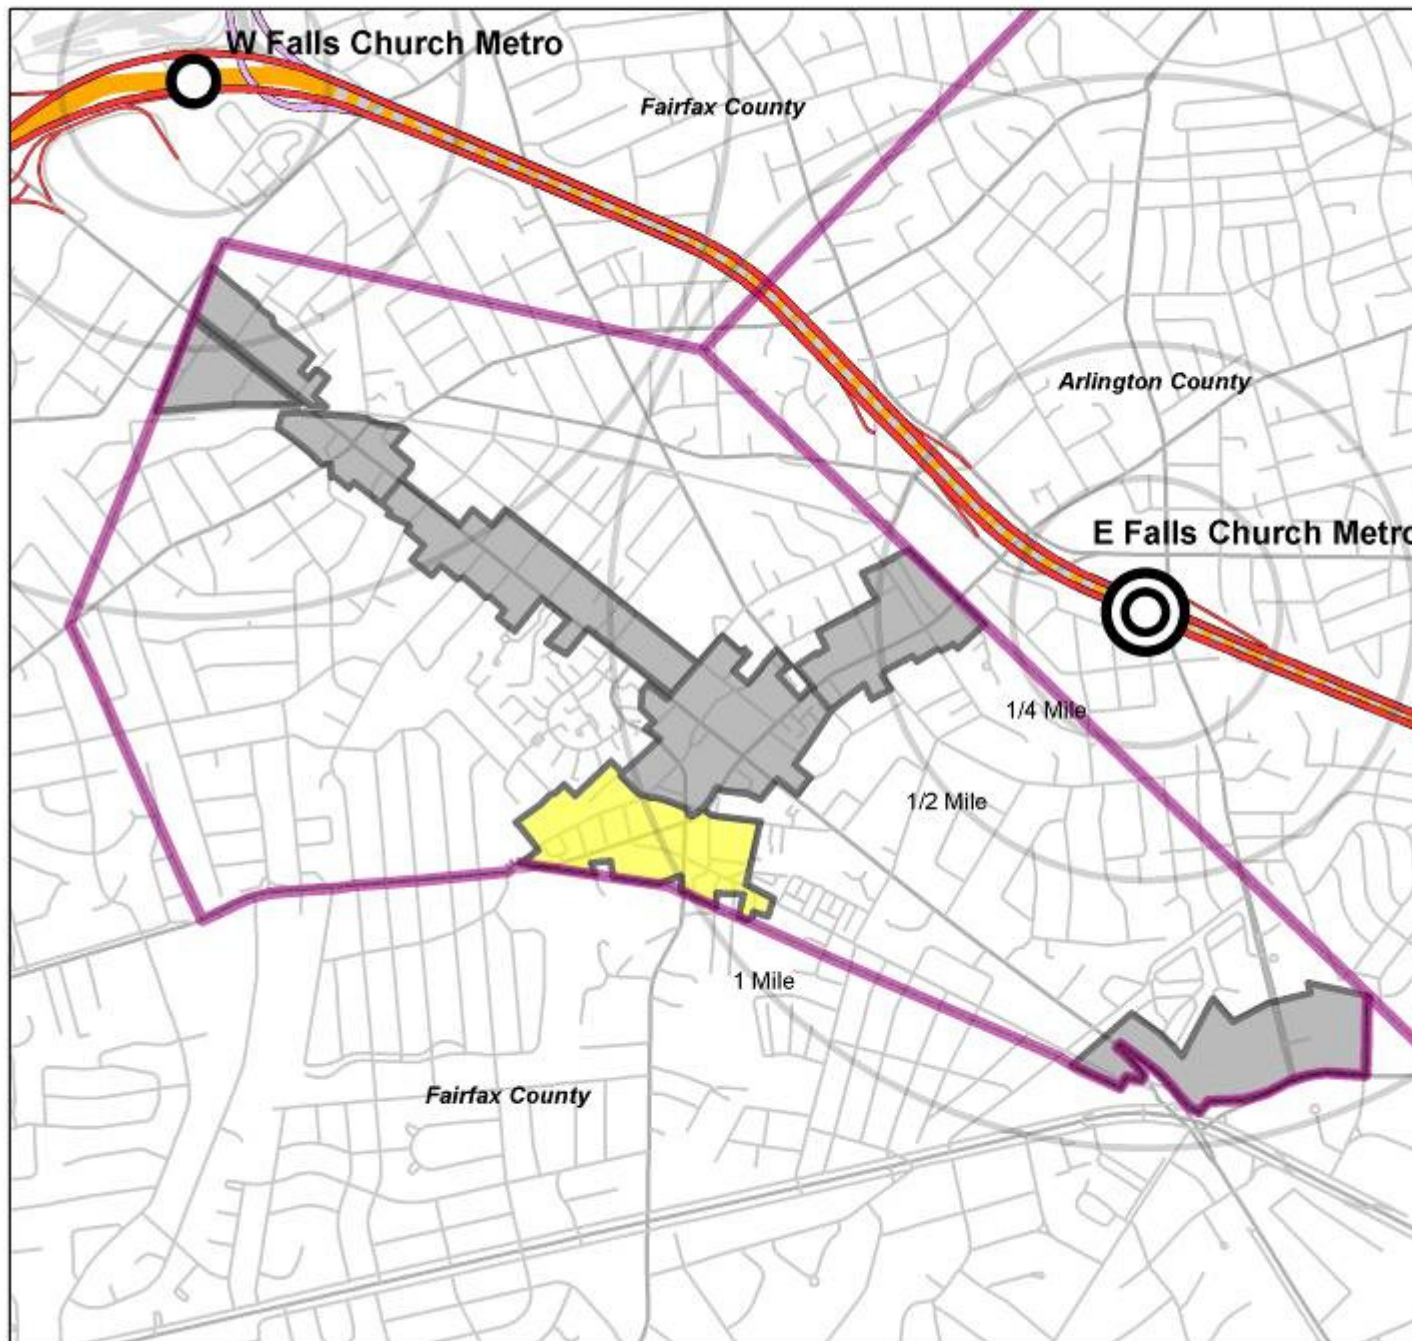 W Falls Church Metro
Fairfax County
Arlington County
E Falls Church Metro
1/4 Mile
1/2 Mile
1 Mile
Fairfax County